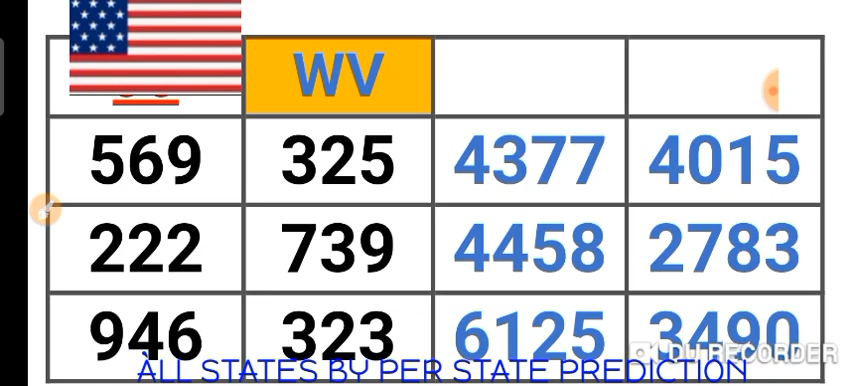 WV
569 325 4377 4015
222 739 4458 2783
946 323 6125 3490
DU RECORDER
ALL STATES BY PER STATE PREDICTION